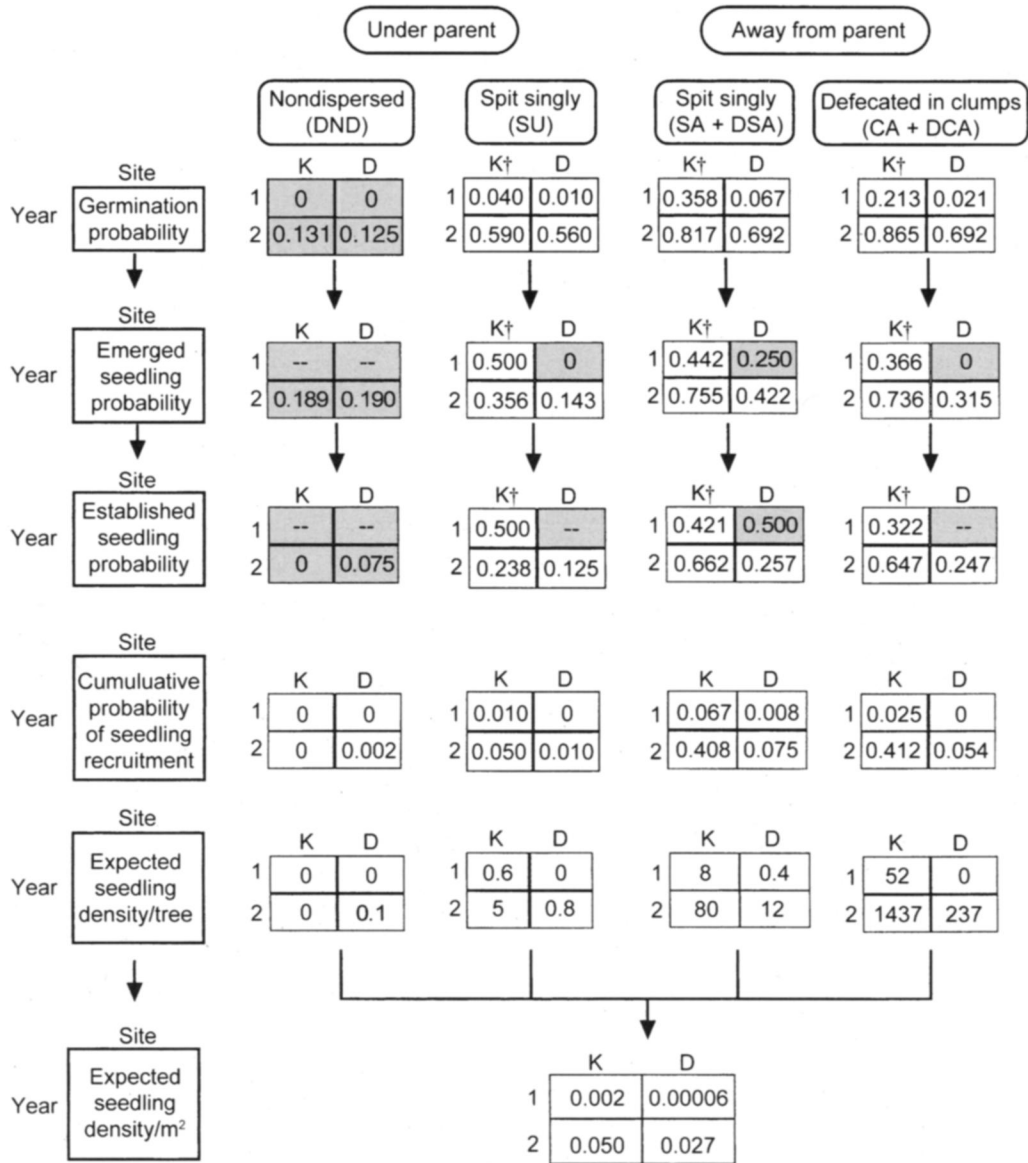 Under parent
Away from parent
Nondispersed
(DND)
Spit singly
(SU)
Spit singly
(SA + DSA)
Defecated in clumps
(CA + DCA)
Site
Year
Germination
probability
K D
1 0 0
2 0.131 0.125
K† D
1 0.040 0.010
2 0.590 0.560
K† D
1 0.358 0.067
2 0.817 0.692
K† D
1 0.213 0.021
2 0.865 0.692
Site
Year
Emerged
seedling
probability
K D
1 -- --
2 0.189 0.190
K† D
1 0.500 0
2 0.356 0.143
K† D
1 0.442 0.250
2 0.755 0.422
K† D
1 0.366 0
2 0.736 0.315
Site
Year
Established
seedling
probability
K D
1 -- --
2 0 0.075
K† D
1 0.500 --
2 0.238 0.125
K† D
1 0.421 0.500
2 0.662 0.257
K† D
1 0.322 --
2 0.647 0.247
Site
Year
Cumuluative
probability
of seedling
recruitment
K D
1 0 0
2 0 0.002
K D
1 0.010 0
2 0.050 0.010
K D
1 0.067 0.008
2 0.408 0.075
K D
1 0.025 0
2 0.412 0.054
Site
Year
Expected
seedling
density/tree
K D
1 0 0
2 0 0.1
K D
1 0.6 0
2 5 0.8
K D
1 8 0.4
2 80 12
K D
1 52 0
2 1437 237
Site
Year
Expected
seedling
density/m²
K D
1 0.002 0.00006
2 0.050 0.027